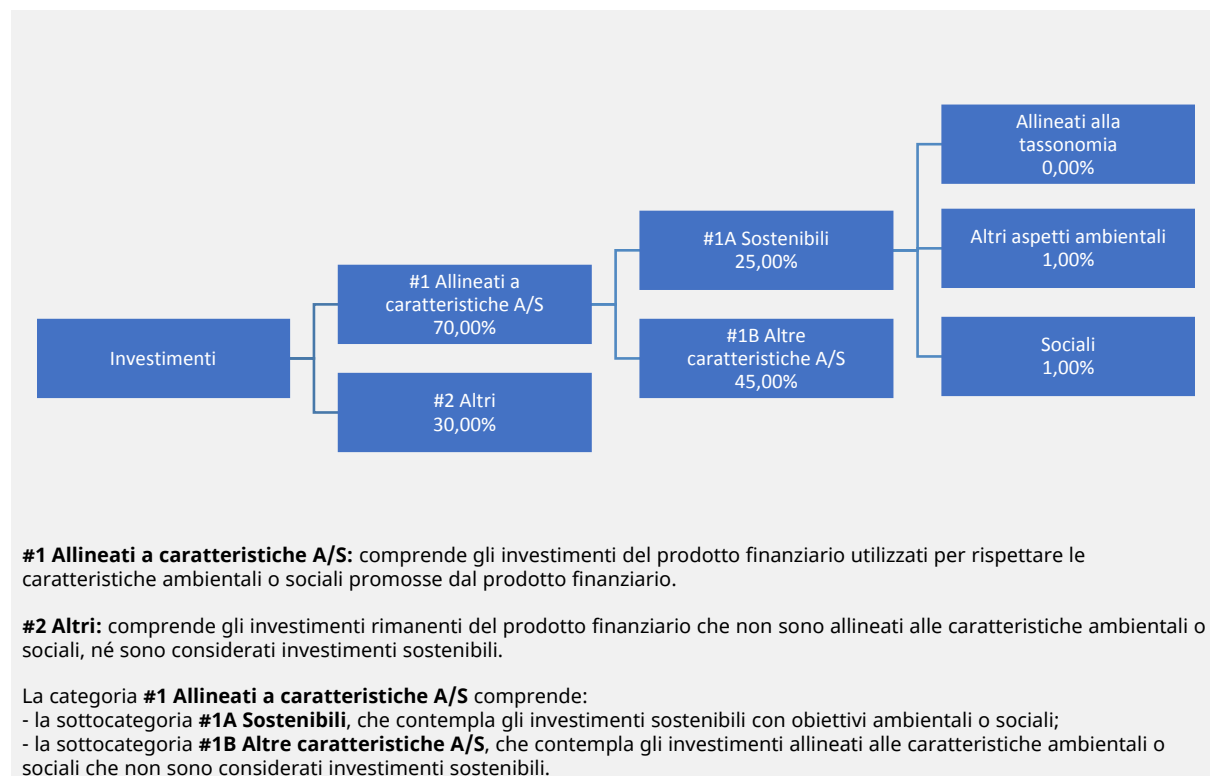 Investimenti
#1 Allineati a
caratteristiche A/S
70,00%
#2 Altri
30,00%
#1A Sostenibili
25,00%
#1B Altre
caratteristiche A/S
45,00%
Allineati alla
tassonomia
0,00%
Altri aspetti ambientali
1,00%
Sociali
1,00%
#1 Allineati a caratteristiche A/S: comprende gli investimenti del prodotto finanziario utilizzati per rispettare le
caratteristiche ambientali o sociali promosse dal prodotto finanziario.
#2 Altri: comprende gli investimenti rimanenti del prodotto finanziario che non sono allineati alle caratteristiche ambientali o
sociali, né sono considerati investimenti sostenibili.
La categoria #1 Allineati a caratteristiche A/S comprende:
- la sottocategoria #1A Sostenibili, che contempla gli investimenti sostenibili con obiettivi ambientali o sociali;
- la sottocategoria #1B Altre caratteristiche A/S, che contempla gli investimenti allineati alle caratteristiche ambientali o
sociali che non sono considerati investimenti sostenibili.